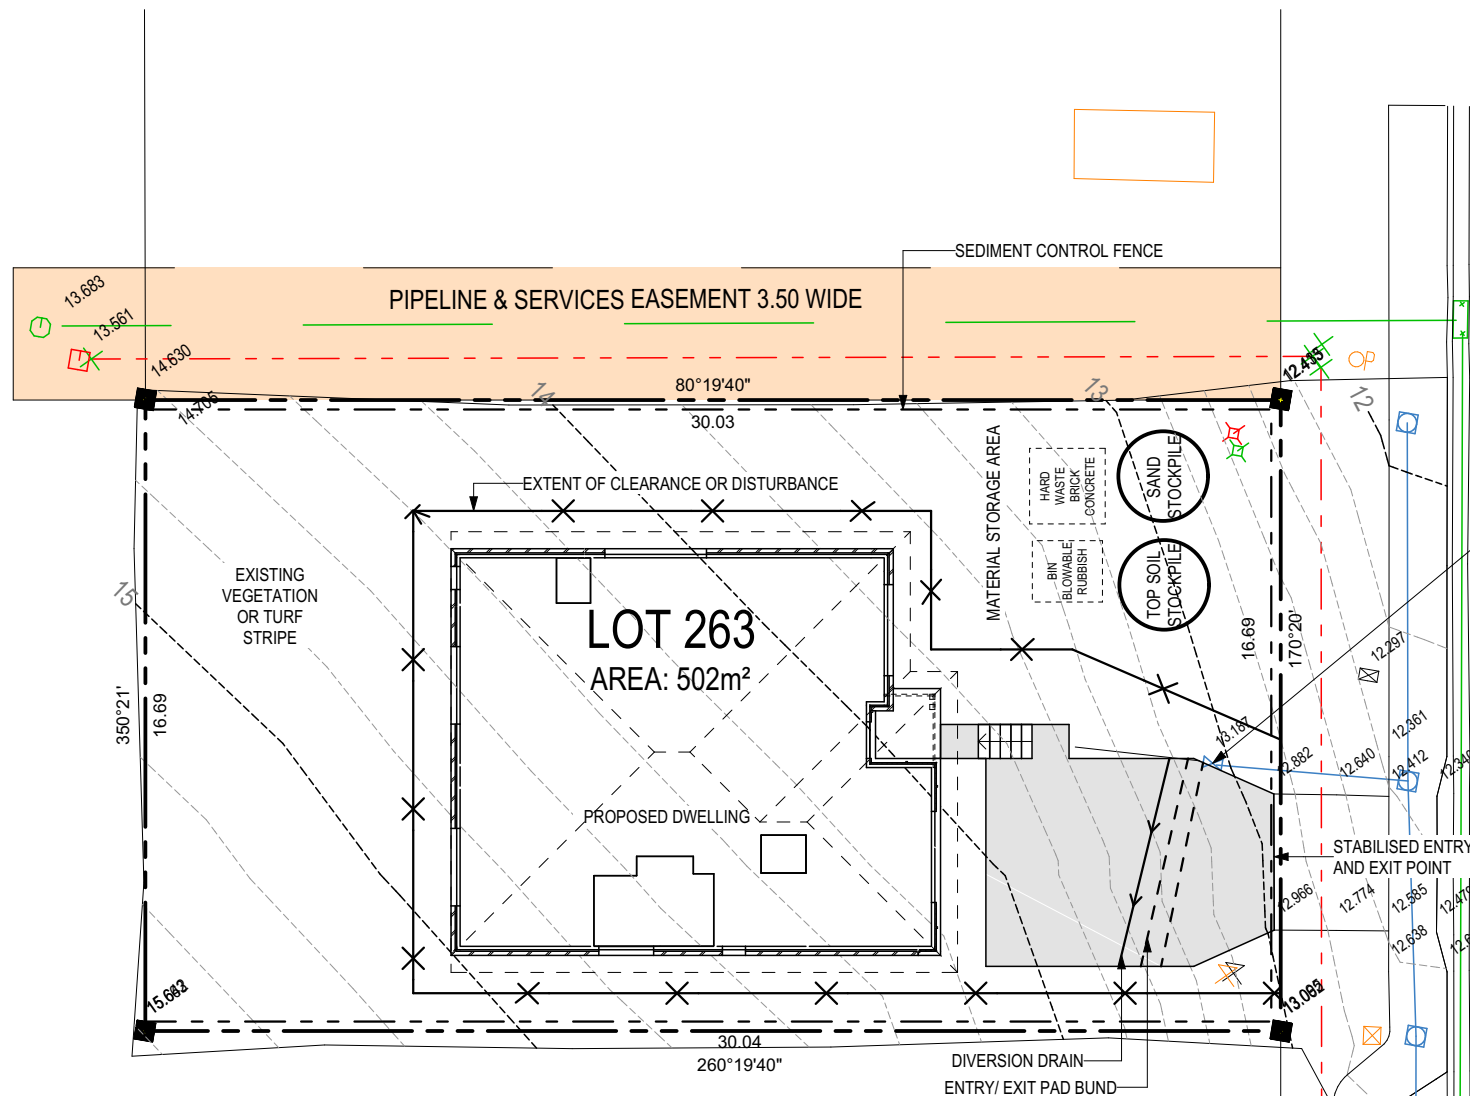 SEDIMENT CONTROL FENCE
PIPELINE & SERVICES EASEMENT 3.50 WIDE
13.683
13.561
14.630
14.705
80°19'40"
30.03
14
13
12
15
EXTENT OF CLEARANCE OR DISTURBANCE
MATERIAL STORAGE AREA
HARD
WASTE
BRICK
CONCRETE
SAND
STOCKPILE
BIN
BLOWABLE
RUBBISH
TOP SOIL
STOCKPILE
EXISTING
VEGETATION
OR TURF
STRIPE
LOT 263
AREA: 502m²
350°21'
16.69
16.69
170°20'
12.297
13.187
12.361
12.882
12.640
12.412
PROPOSED DWELLING
STABILISED ENTRY
AND EXIT POINT
12.966
12.774
12.585
12.638
30.04
260°19'40"
DIVERSION DRAIN
ENTRY/ EXIT PAD BUND